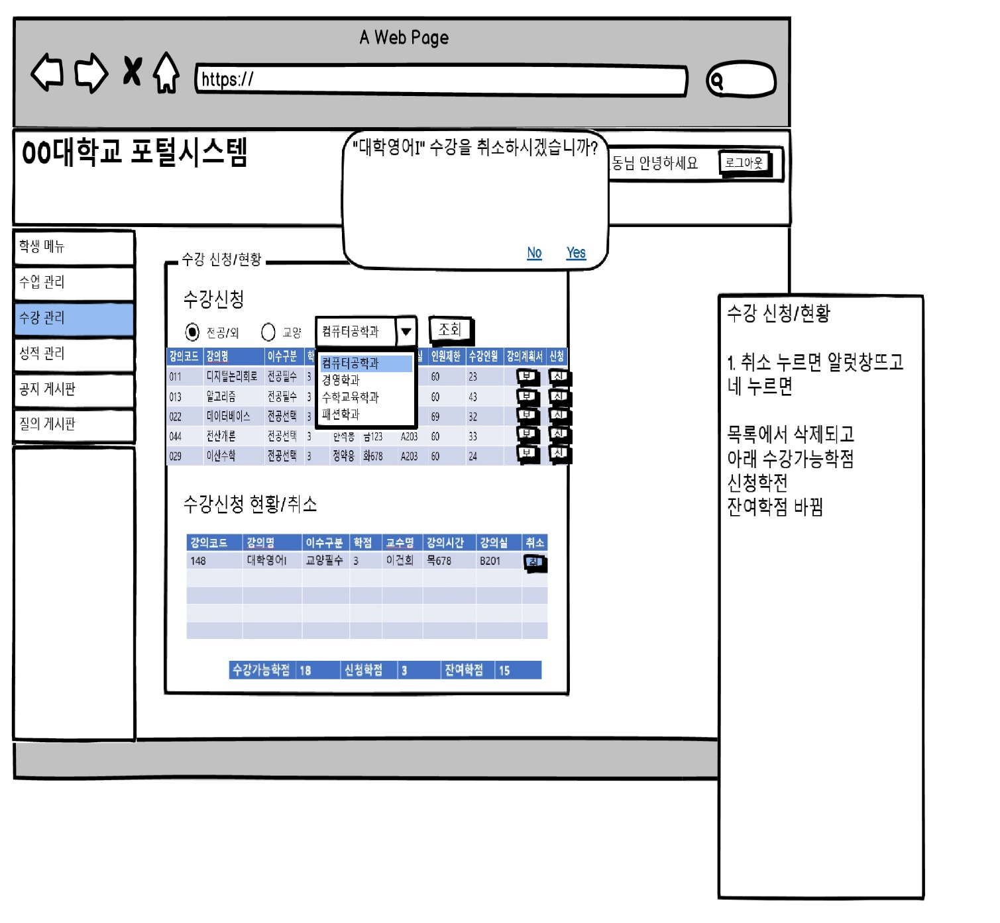 A Web Page
https://
00대학교 포털시스템
"대학영어I" 수강을 취소하시겠습니까?
No Yes
동님 안녕하세요 로그아웃
학생 메뉴
수업 관리
수강 관리
성적 관리
공지 게시판
질의 게시판
수강 신청/현황
수강신청
전공/외 교양 컴퓨터공학과 조회
컴퓨터공학과
경영학과
수학교육학과
패션학과
강의코드 강의명 이수구분 학 실 인원제한 수강인원 강의계획서 신청
011 디지털논리회로 전공필수 3 60 23 보 신
013 알고리즘 전공필수 3 60 43 보 신
022 데이터베이스 전공선택 3 69 32 보 신
044 전산개론 전공선택 3 안석봉 금123 A203 60 33 보 신
029 이산수학 전공선택 3 정약용 화678 A203 60 24 보 신
수강신청 현황/취소
강의코드 강의명 이수구분 학점 교수명 강의시간 강의실 취소
148 대학영어I 교양필수 3 이건희 목678 B201 취
수강가능학점 18 신청학점 3 잔여학점 15
수강 신청/현황
1. 취소 누르면 알럿창뜨고
네 누르면
목록에서 삭제되고
아래 수강가능학점
신청학전
잔여학점 바뀜